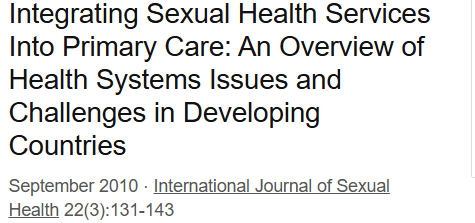 Integrating Sexual Health Services
Into Primary Care: An Overview of
Health Systems Issues and
Challenges in Developing
Countries
September 2010 · International Journal of Sexual
Health 22(3):131-143